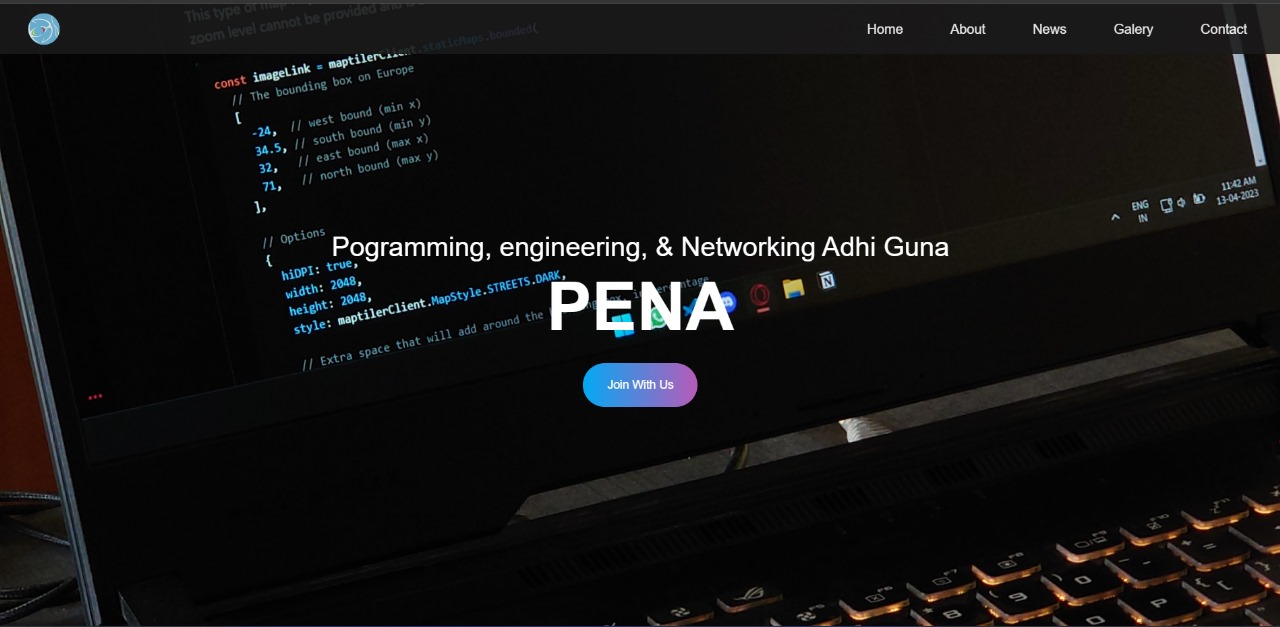 Home About News Galery Contact
This type of
zoom level cannot be provided and
const imageLink = maptilerClient.staticMaps.bounded(
// The bounding box on Europe
[
-24, // west bound (min x)
34.5, // south bound (min y)
32, // east bound (max x)
71, // north bound (max y)
],
// Options
{
hiDPI: true,
width: 2048,
height: 2048,
style: maptilerClient.MapStyle.STREETS.DARK,
// Extra space that will add around the bounding box, in percentage
11:42 AM
ENG
IN
13-04-2023
Pogramming, engineering, & Networking Adhi Guna
PENA
Join With Us